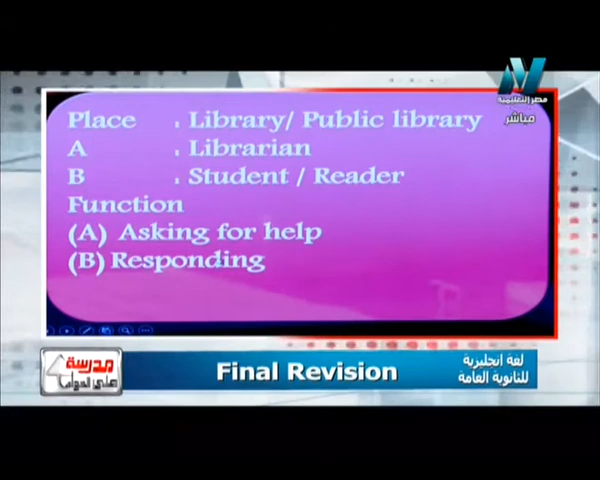 مصر التعليمية
مباشر
Place : Library/ Public library
A : Librarian
B : Student / Reader
Function
(A) Asking for help
(B) Responding
مدرسة
على الهواء
Final Revision
لغة انجليزية
للثانوية العامة